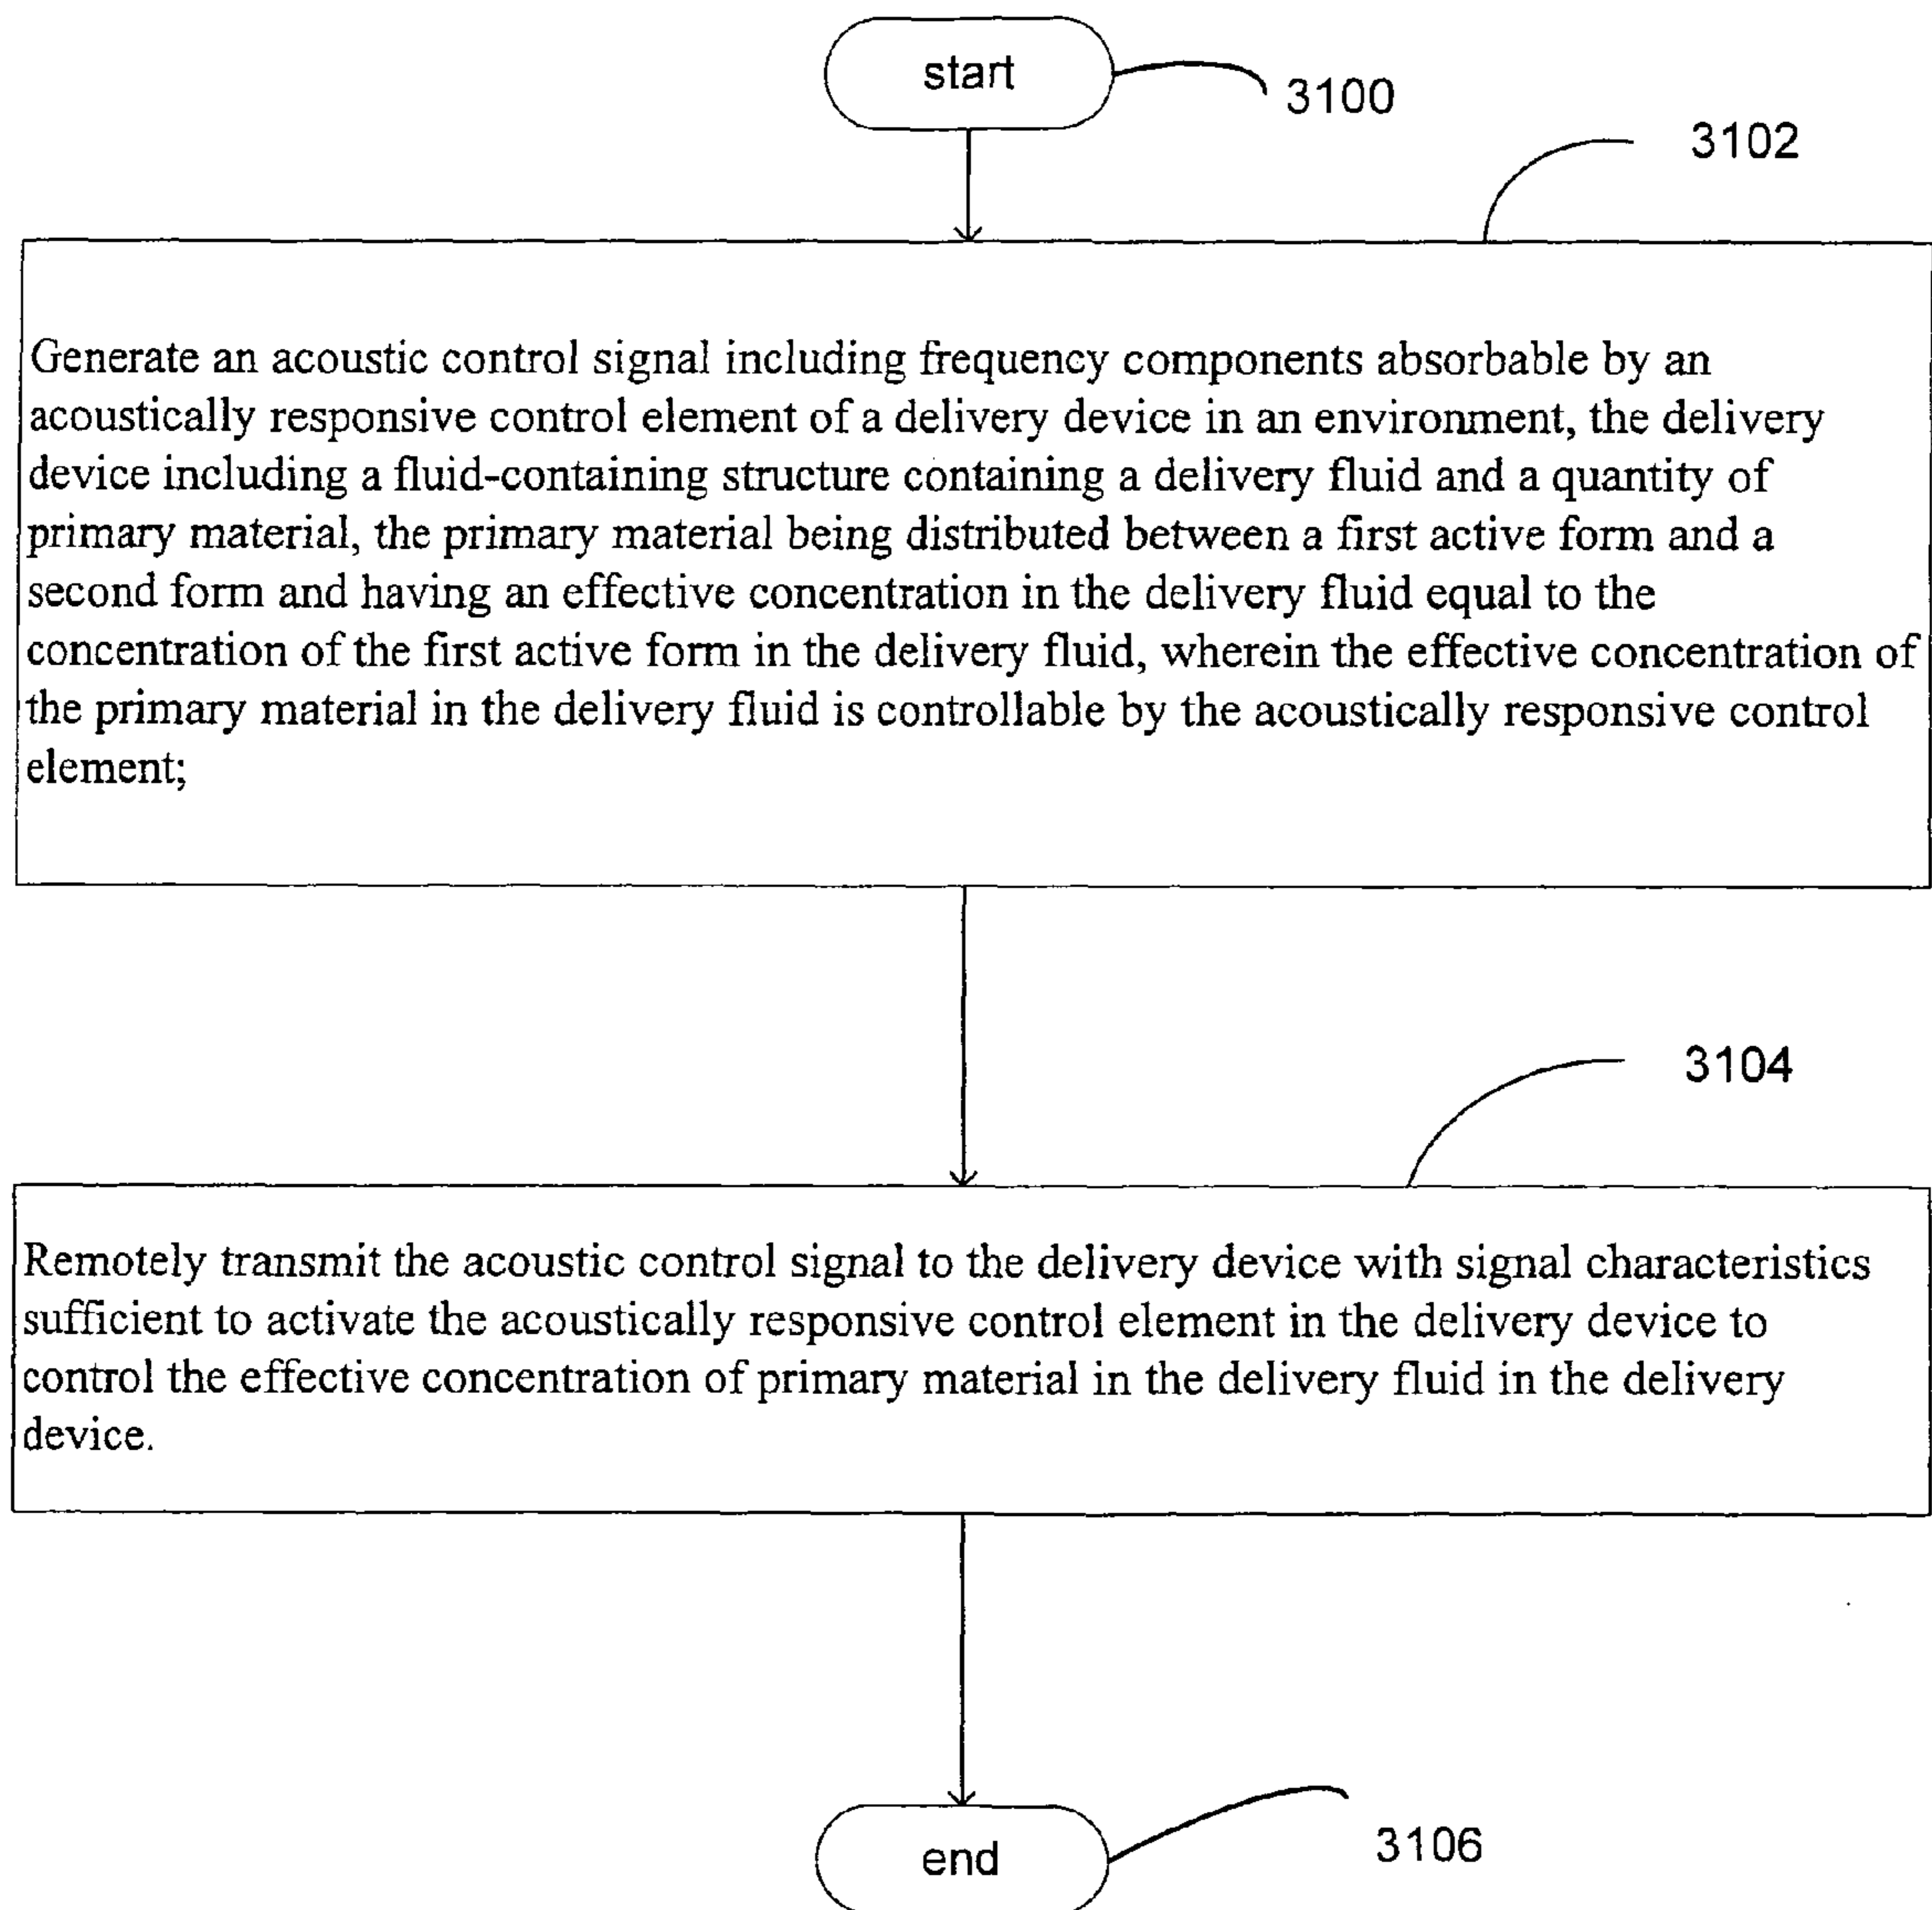 start
3100
3102
Generate an acoustic control signal including frequency components absorbable by an
acoustically responsive control element of a delivery device in an environment, the delivery
device including a fluid-containing structure containing a delivery fluid and a quantity of
primary material, the primary material being distributed between a first active form and a
second form and having an effective concentration in the delivery fluid equal to the
concentration of the first active form in the delivery fluid, wherein the effective concentration of
the primary material in the delivery fluid is controllable by the acoustically responsive control
element;
3104
Remotely transmit the acoustic control signal to the delivery device with signal characteristics
sufficient to activate the acoustically responsive control element in the delivery device to
control the effective concentration of primary material in the delivery fluid in the delivery
device.
end
3106